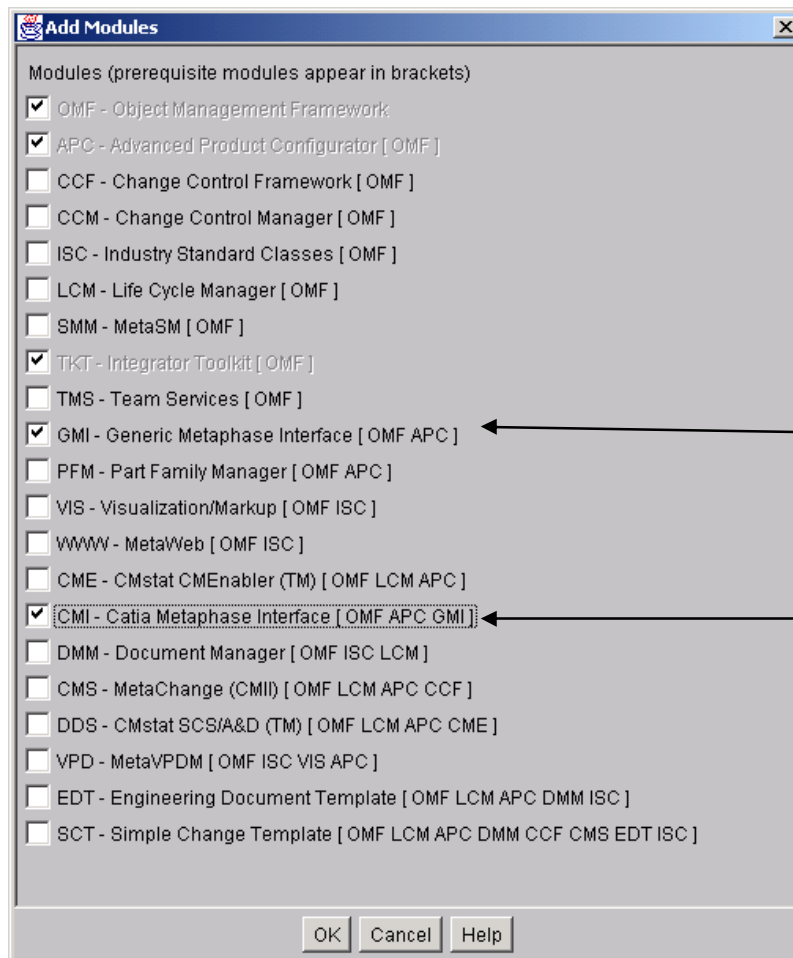 Add Modules
Modules (prerequisite modules appear in brackets)
OMF - Object Management Framework
APC - Advanced Product Configurator [ OMF ]
CCF - Change Control Framework [ OMF ]
CCM - Change Control Manager [ OMF ]
ISC - Industry Standard Classes [ OMF ]
LCM - Life Cycle Manager [ OMF ]
SMM - MetaSM [ OMF ]
TKT - Integrator Toolkit [ OMF ]
TMS - Team Services [ OMF ]
GMI - Generic Metaphase Interface [ OMF APC ]
PFM - Part Family Manager [ OMF APC ]
VIS - Visualization/Markup [ OMF ISC ]
WWW - MetaWeb [ OMF ISC ]
CME - CMstat CMEnabler (TM) [ OMF LCM APC ]
CMI - Catia Metaphase Interface [ OMF APC GMI ]
DMM - Document Manager [ OMF ISC LCM ]
CMS - MetaChange (CMII) [ OMF LCM APC CCF ]
DDS - CMstat SCS/A&D (TM) [ OMF LCM APC CME ]
VPD - MetaVPDM [ OMF ISC VIS APC ]
EDT - Engineering Document Template [ OMF LCM APC DMM ISC ]
SCT - Simple Change Template [ OMF LCM APC DMM CCF CMS EDT ISC ]
OK Cancel Help